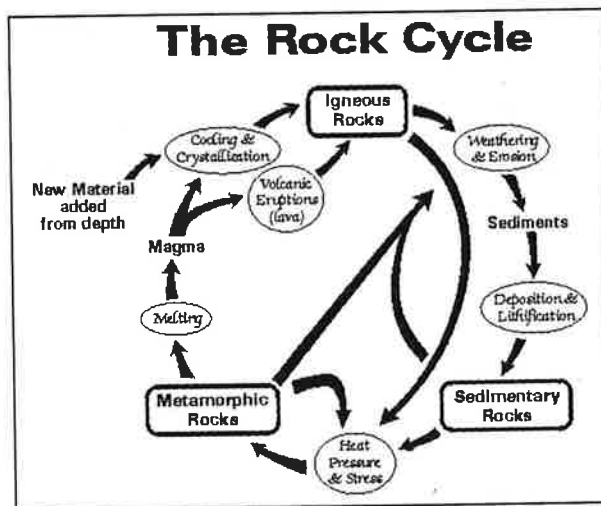 The Rock Cycle
Igneous
Rocks
Cooling &
Crystallization
Weathering
& Erosion
Volcanic
Eruptions
(lava)
New Material
added
from depth
Magma
Sediments
Melting
Deposition &
Lithification
Metamorphic
Rocks
Sedimentary
Rocks
Heat
Pressure
& Stress